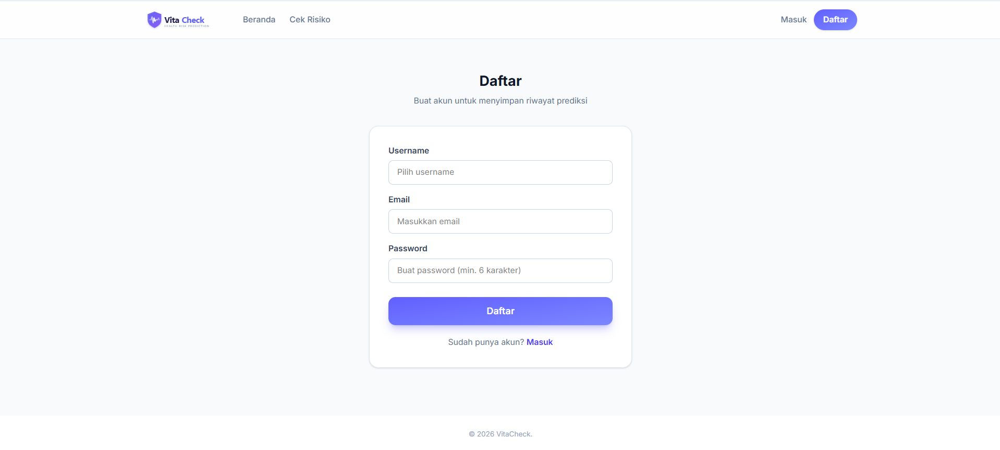 Vita Check
HEALTH RISK PREDICTION
Beranda
Cek Risiko
Masuk
Daftar
Daftar
Buat akun untuk menyimpan riwayat prediksi
Username
Pilih username
Email
Masukkan email
Password
Buat password (min. 6 karakter)
Daftar
Sudah punya akun? Masuk
© 2026 VitaCheck.